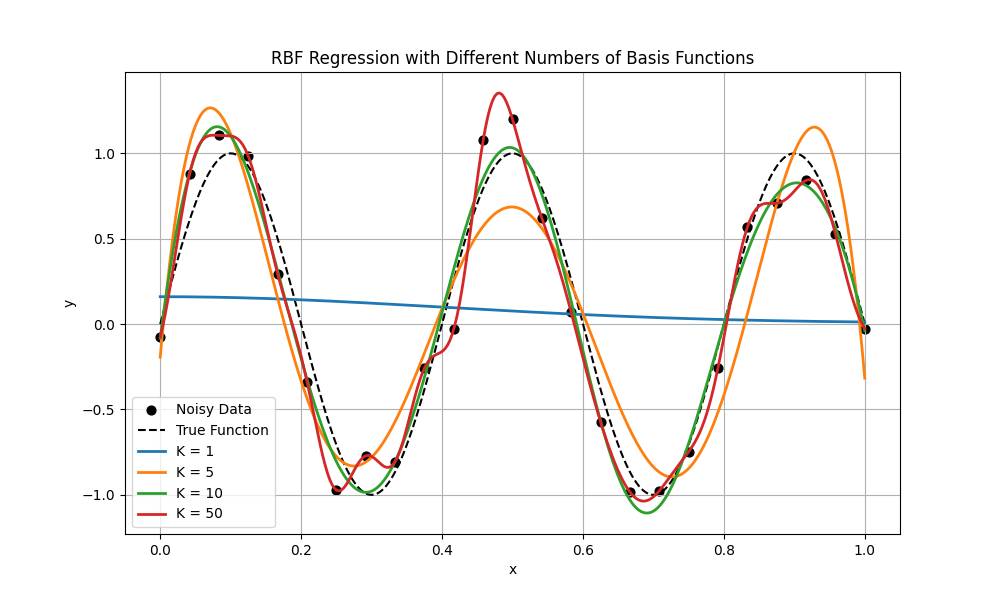 RBF Regression with Different Numbers of Basis Functions
y
1.0
0.5
0.0
−0.5
−1.0
Noisy Data
True Function
K = 1
K = 5
K = 10
K = 50
0.0 0.2 0.4 0.6 0.8 1.0
x